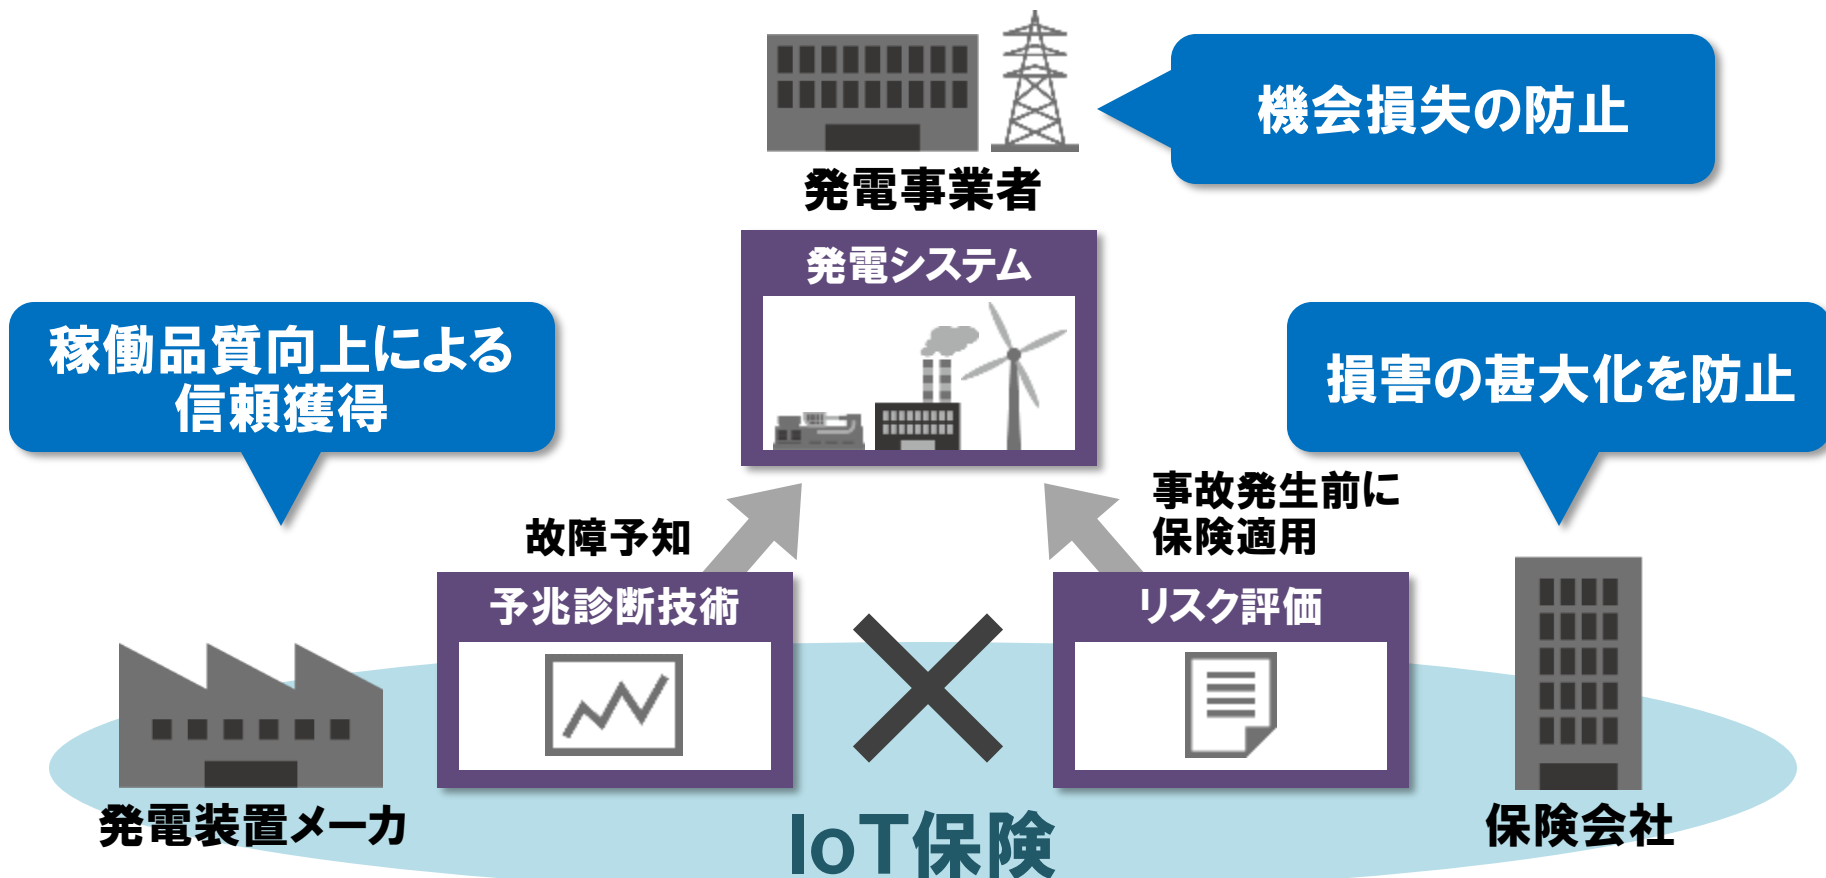 機会損失の防止
発電事業者
発電システム
稼働品質向上による
信頼獲得
損害の甚大化を防止
事故発生前に
保険適用
故障予知
予兆診断技術
リスク評価
発電装置メーカ
保険会社
IoT保険